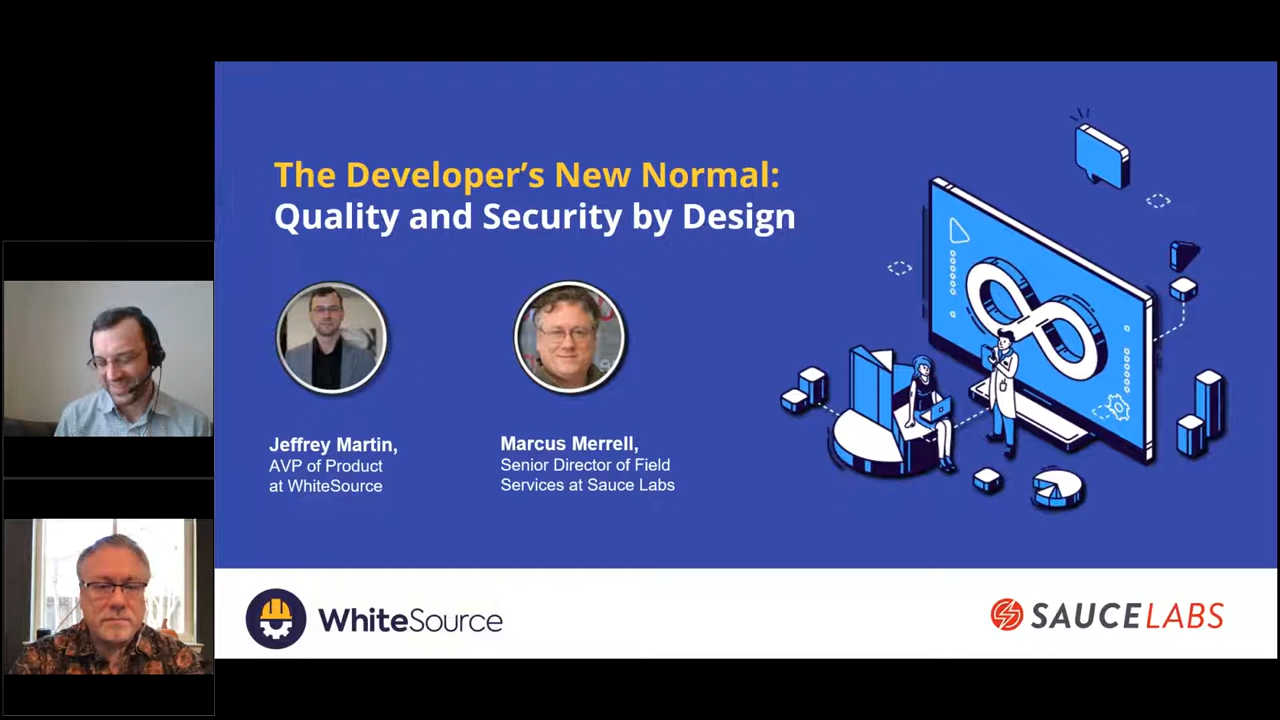 The Developer’s New Normal:
Quality and Security by Design
Jeffrey Martin,
AVP of Product
at WhiteSource
Marcus Merrell,
Senior Director of Field
Services at Sauce Labs
WhiteSource
SAUCELABS